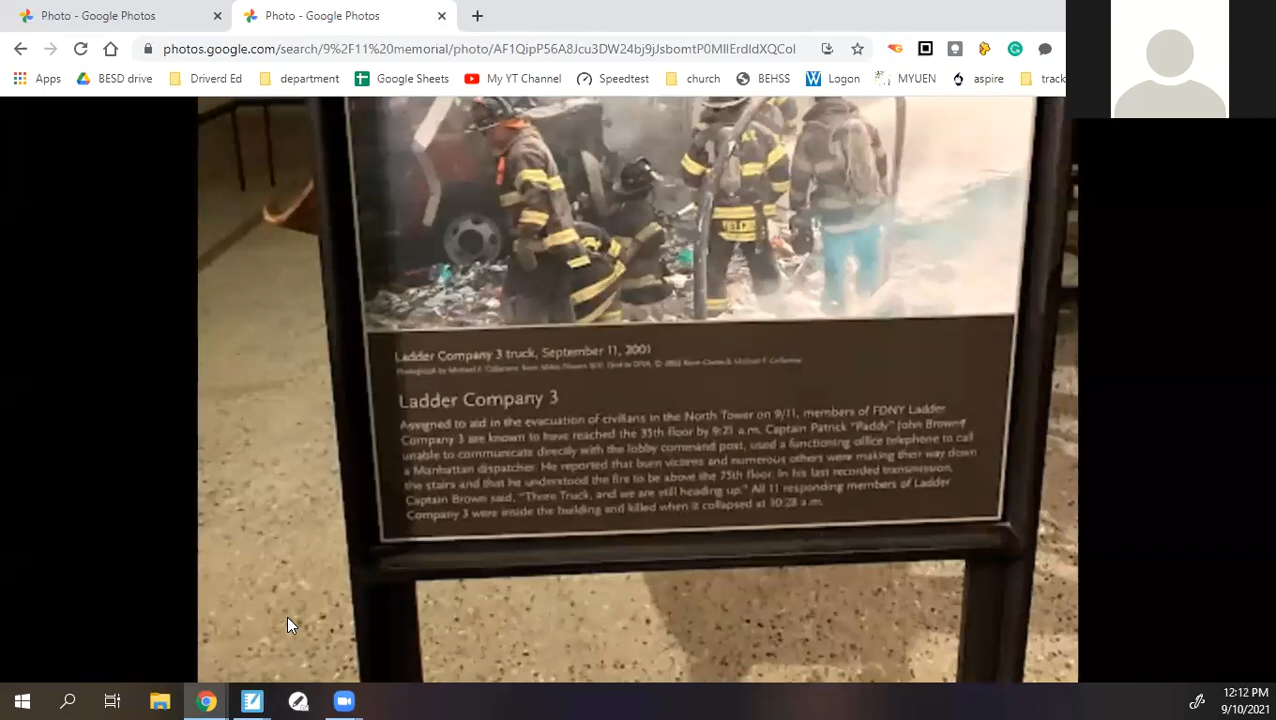 Photo - Google Photos
Photo - Google Photos
photos.google.com/search/9%2F11%20memorial/photo/AF1QipP56A8Jcu3DW24bj9jJsbomtP0MIlErdIdXQCol
Apps BESD drive Driverd Ed department Google Sheets My YT Channel Speedtest church BEHSS Logon MYUEN aspire track
Ladder Company 3 truck, September 11, 2001
Ladder Company 3
Assigned to aid in the evacuation of civilians in the North Tower on 9/11, members of FDNY Ladder
Company 3 are known to have reached the 35th floor by 9:21 a.m. Captain Patrick "Paddy" John Brown,
unable to communicate directly with the lobby command post, used a functioning office telephone to call
a Manhattan dispatcher. He reported that burn victims and numerous others were making their way down
the stairs and that he understood the fire to be above the 75th floor. In his last recorded transmission,
Captain Brown said, "Three Truck, and we are still heading up." All 11 responding members of Ladder
Company 3 were inside the building and killed when it collapsed at 10:28 a.m.
12:12 PM
9/10/2021